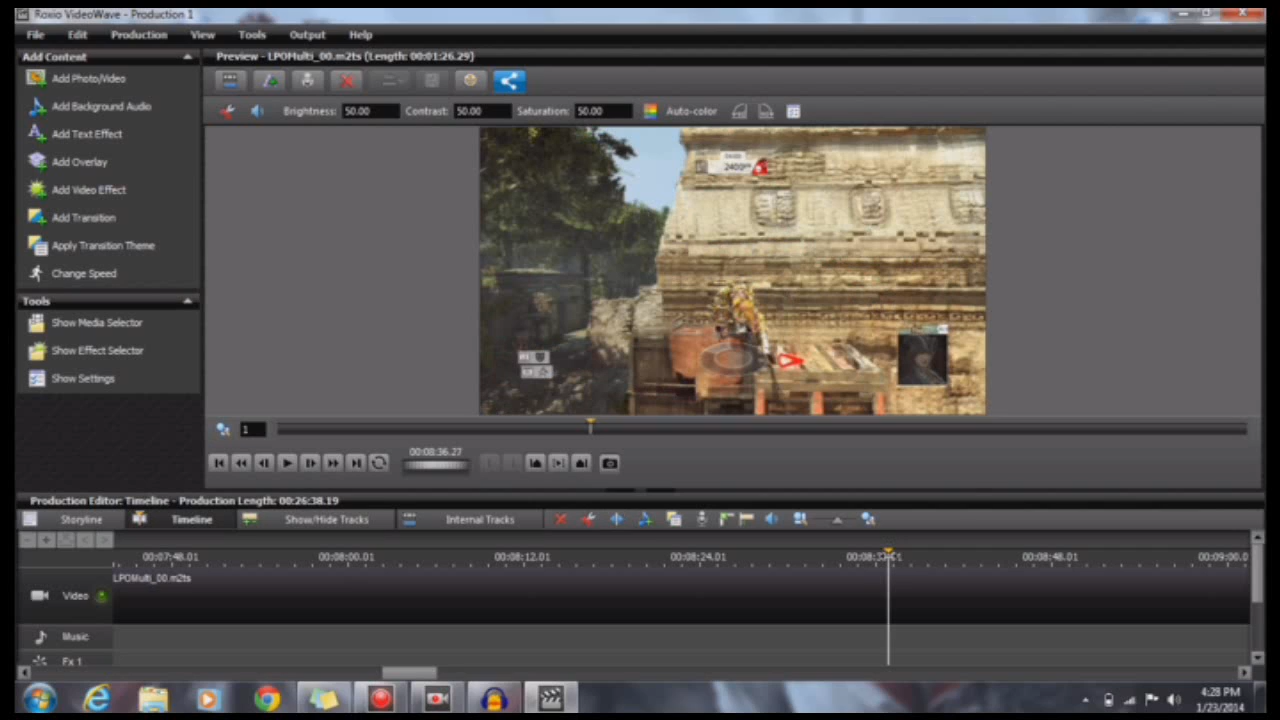 Roxio VideoWave - Production 1
File Edit Production View Tools Output Help
Add Content
Preview - LPOMulti_00.m2ts (Length: 00:01:26.29)
Add Photo/Video
Add Background Audio
Add Text Effect
Add Overlay
Add Video Effect
Add Transition
Apply Transition Theme
Change Speed
Tools
Show Media Selector
Show Effect Selector
Show Settings
Brightness: 50.00 Contrast: 50.00 Saturation: 50.00 Auto-color
1
00:08:36.27
Production Editor: Timeline - Production Length: 00:26:38.19
Storyline Timeline Show/Hide Tracks Internal Tracks
00:07:48.01 00:08:00.01 00:08:12.01 00:08:24.01 00:08:48.01 00:09:00.0
LPOMulti_00.m2ts
Video
Music
Fx 1
4:28 PM
1/23/2014